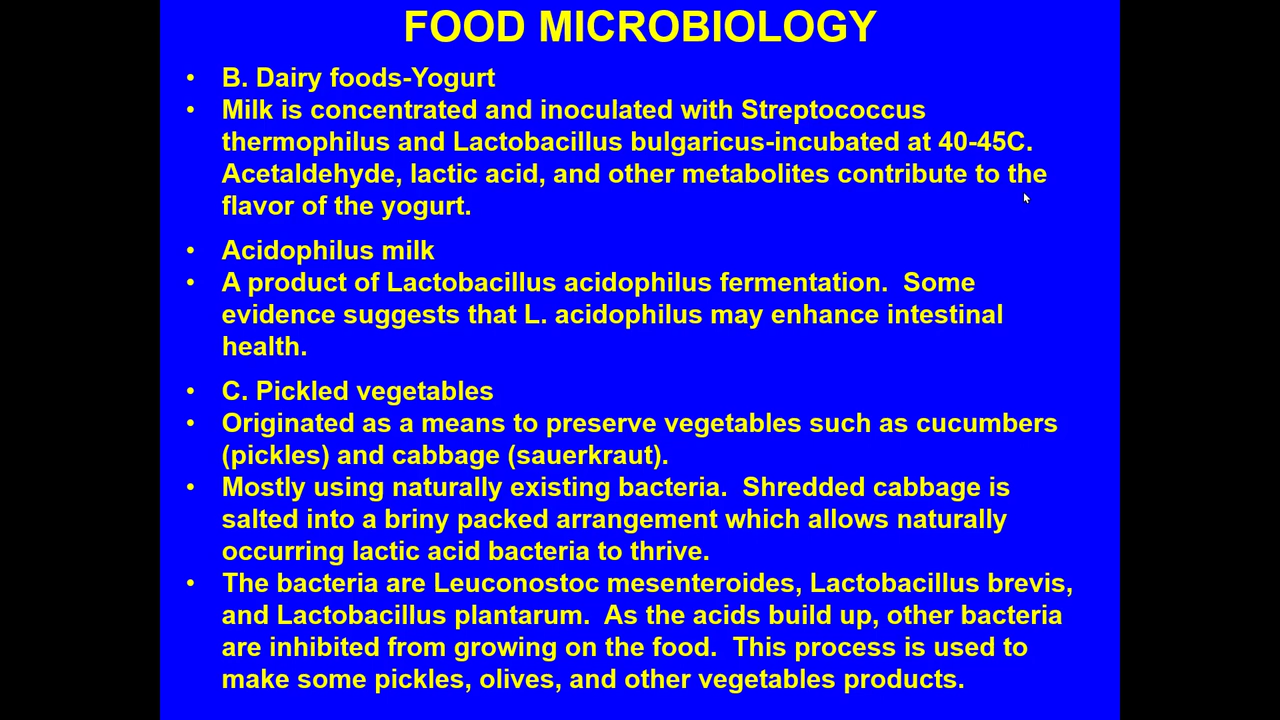 FOOD MICROBIOLOGY
• B. Dairy foods-Yogurt
• Milk is concentrated and inoculated with Streptococcus
thermophilus and Lactobacillus bulgaricus-incubated at 40-45C.
Acetaldehyde, lactic acid, and other metabolites contribute to the
flavor of the yogurt.
• Acidophilus milk
• A product of Lactobacillus acidophilus fermentation.  Some
evidence suggests that L. acidophilus may enhance intestinal
health.
• C. Pickled vegetables
• Originated as a means to preserve vegetables such as cucumbers
(pickles) and cabbage (sauerkraut).
• Mostly using naturally existing bacteria.  Shredded cabbage is
salted into a briny packed arrangement which allows naturally
occurring lactic acid bacteria to thrive.
• The bacteria are Leuconostoc mesenteroides, Lactobacillus brevis,
and Lactobacillus plantarum.  As the acids build up, other bacteria
are inhibited from growing on the food.  This process is used to
make some pickles, olives, and other vegetables products.